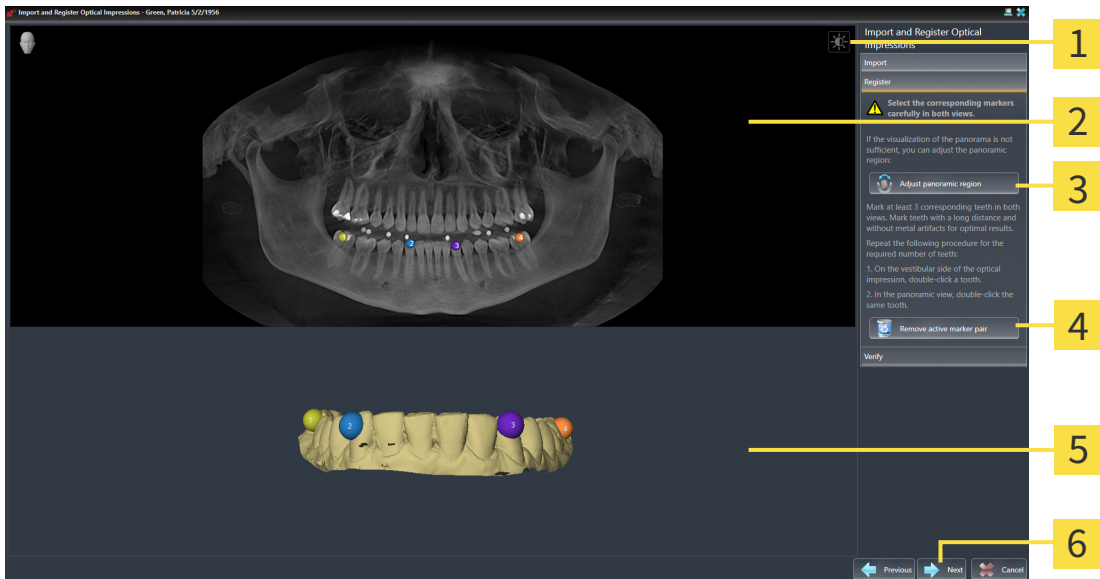 Import and Register Optical Impressions - Green, Patricia 5/2/1956
Import and Register Optical
Impressions
Import
Register
Select the corresponding markers
carefully in both views.
If the visualization of the panorama is not
sufficient, you can adjust the panoramic
region:
Adjust panoramic region
Mark at least 3 corresponding teeth in both
views. Mark teeth with a long distance and
without metal artifacts for optimal results.
Repeat the following procedure for the
required number of teeth:
1. On the vestibular side of the optical
impression, double-click a tooth.
2. In the panoramic view, double-click the
same tooth.
Remove active marker pair
Verify
1
2
3
4
5
6
2
3
4
1
2
3
4
Previous
Next
Cancel